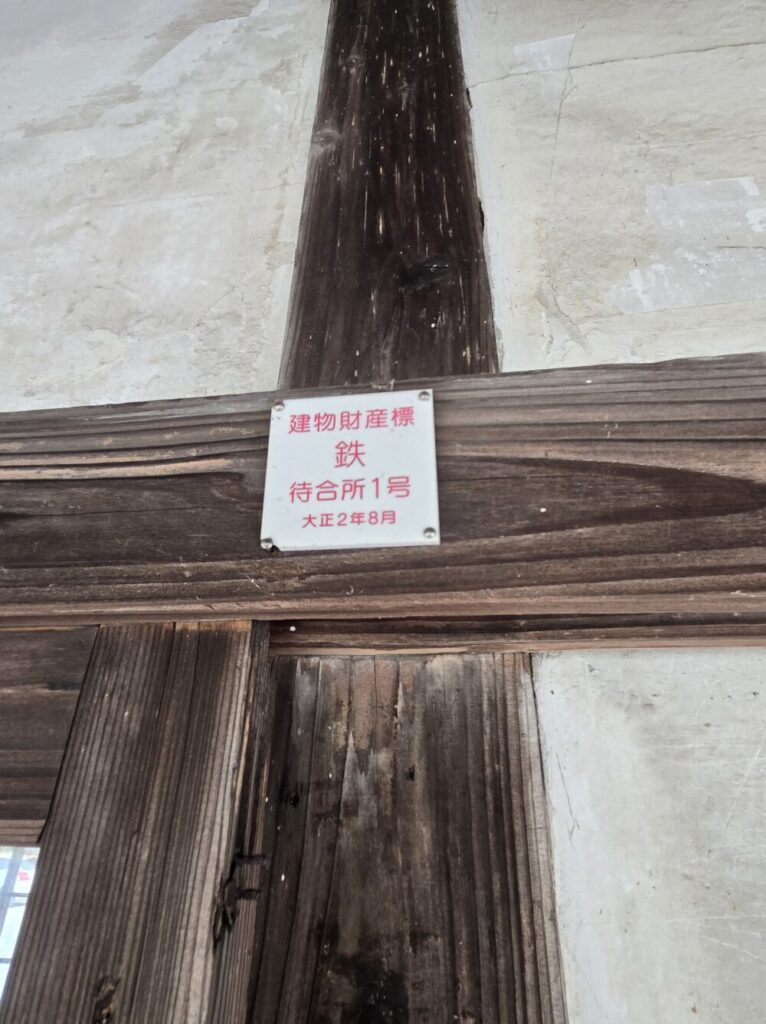 建物財産標
鉄
待合所1号
大正2年8月